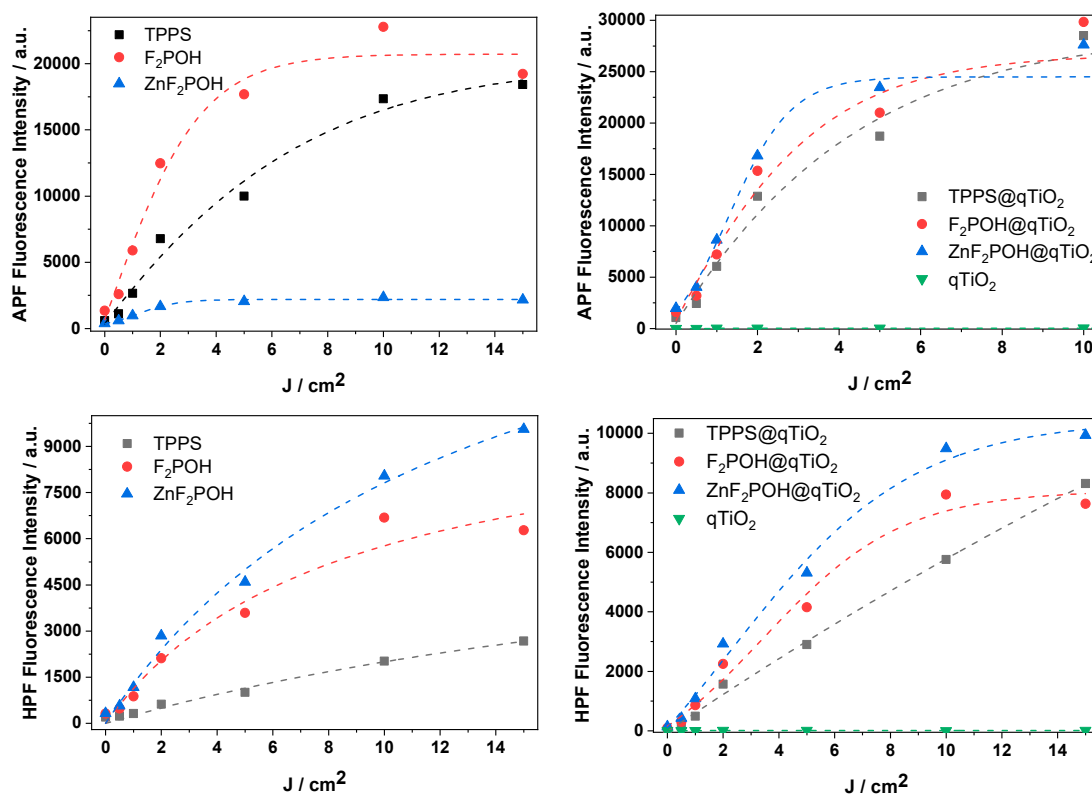 APF Fluorescence Intensity / a.u.
20000
15000
10000
5000
0
TPPS
F₂POH
ZnF₂POH
0 2 4 6 8 10 12 14
J / cm²
APF Fluorescence Intensity / a.u.
30000
25000
20000
15000
10000
5000
0
TPPS@qTiO₂
F₂POH@qTiO₂
ZnF₂POH@qTiO₂
qTiO₂
0 2 4 6 8 10
J / cm²
HPF Fluorescence Intensity / a.u.
9000
7500
6000
4500
3000
1500
0
TPPS
F₂POH
ZnF₂POH
0 2 4 6 8 10 12 14
J / cm²
HPF Fluorescence Intensity / a.u.
10000
8000
6000
4000
2000
0
TPPS@qTiO₂
F₂POH@qTiO₂
ZnF₂POH@qTiO₂
qTiO₂
0 2 4 6 8 10 12 14
J / cm²